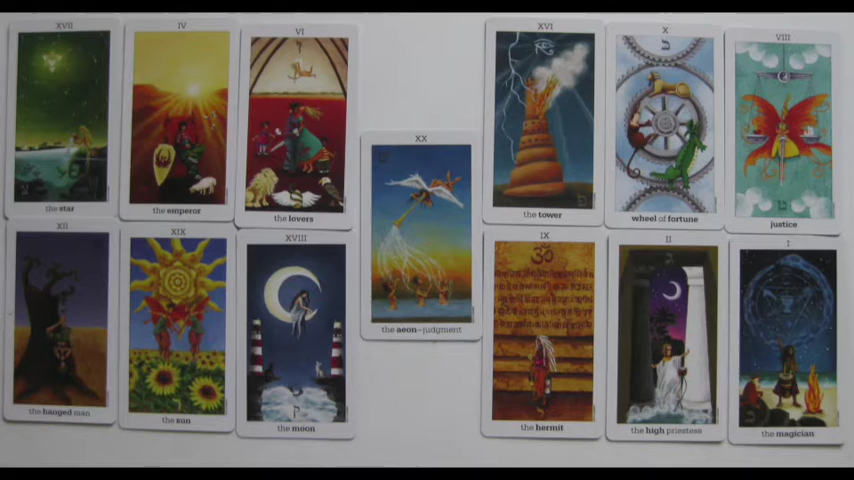 XVII
the star
IV
the emperor
VI
the lovers
XX
the aeon–judgment
XVI
the tower
X
wheel of fortune
VIII
justice
XII
the hanged man
XIX
the sun
XVIII
the moon
IX
ॐ
the hermit
II
the high priestess
I
the magician